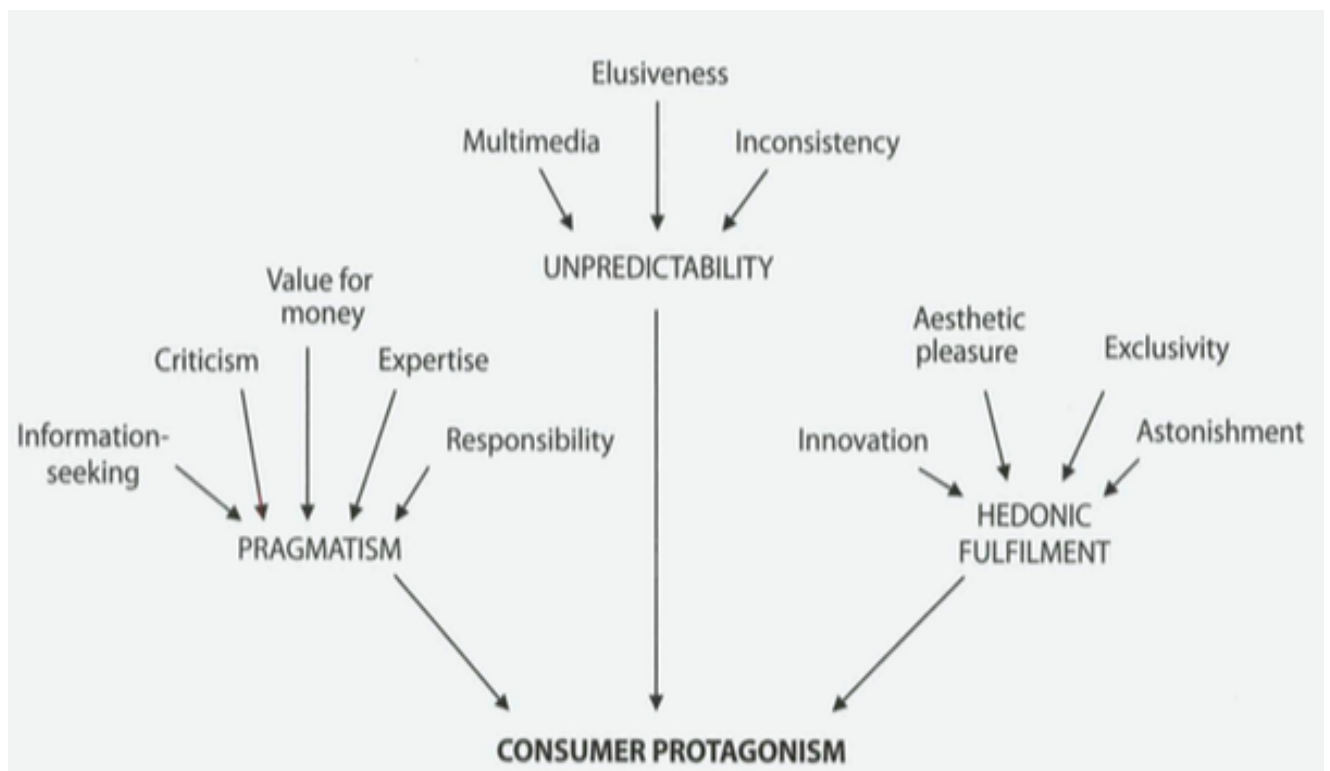 Elusiveness
Multimedia
Inconsistency
UNPREDICTABILITY
Value for
money
Criticism
Expertise
Information-
seeking
Responsibility
PRAGMATISM
Aesthetic
pleasure
Exclusivity
Innovation
Astonishment
HEDONIC
FULFILMENT
CONSUMER PROTAGONISM